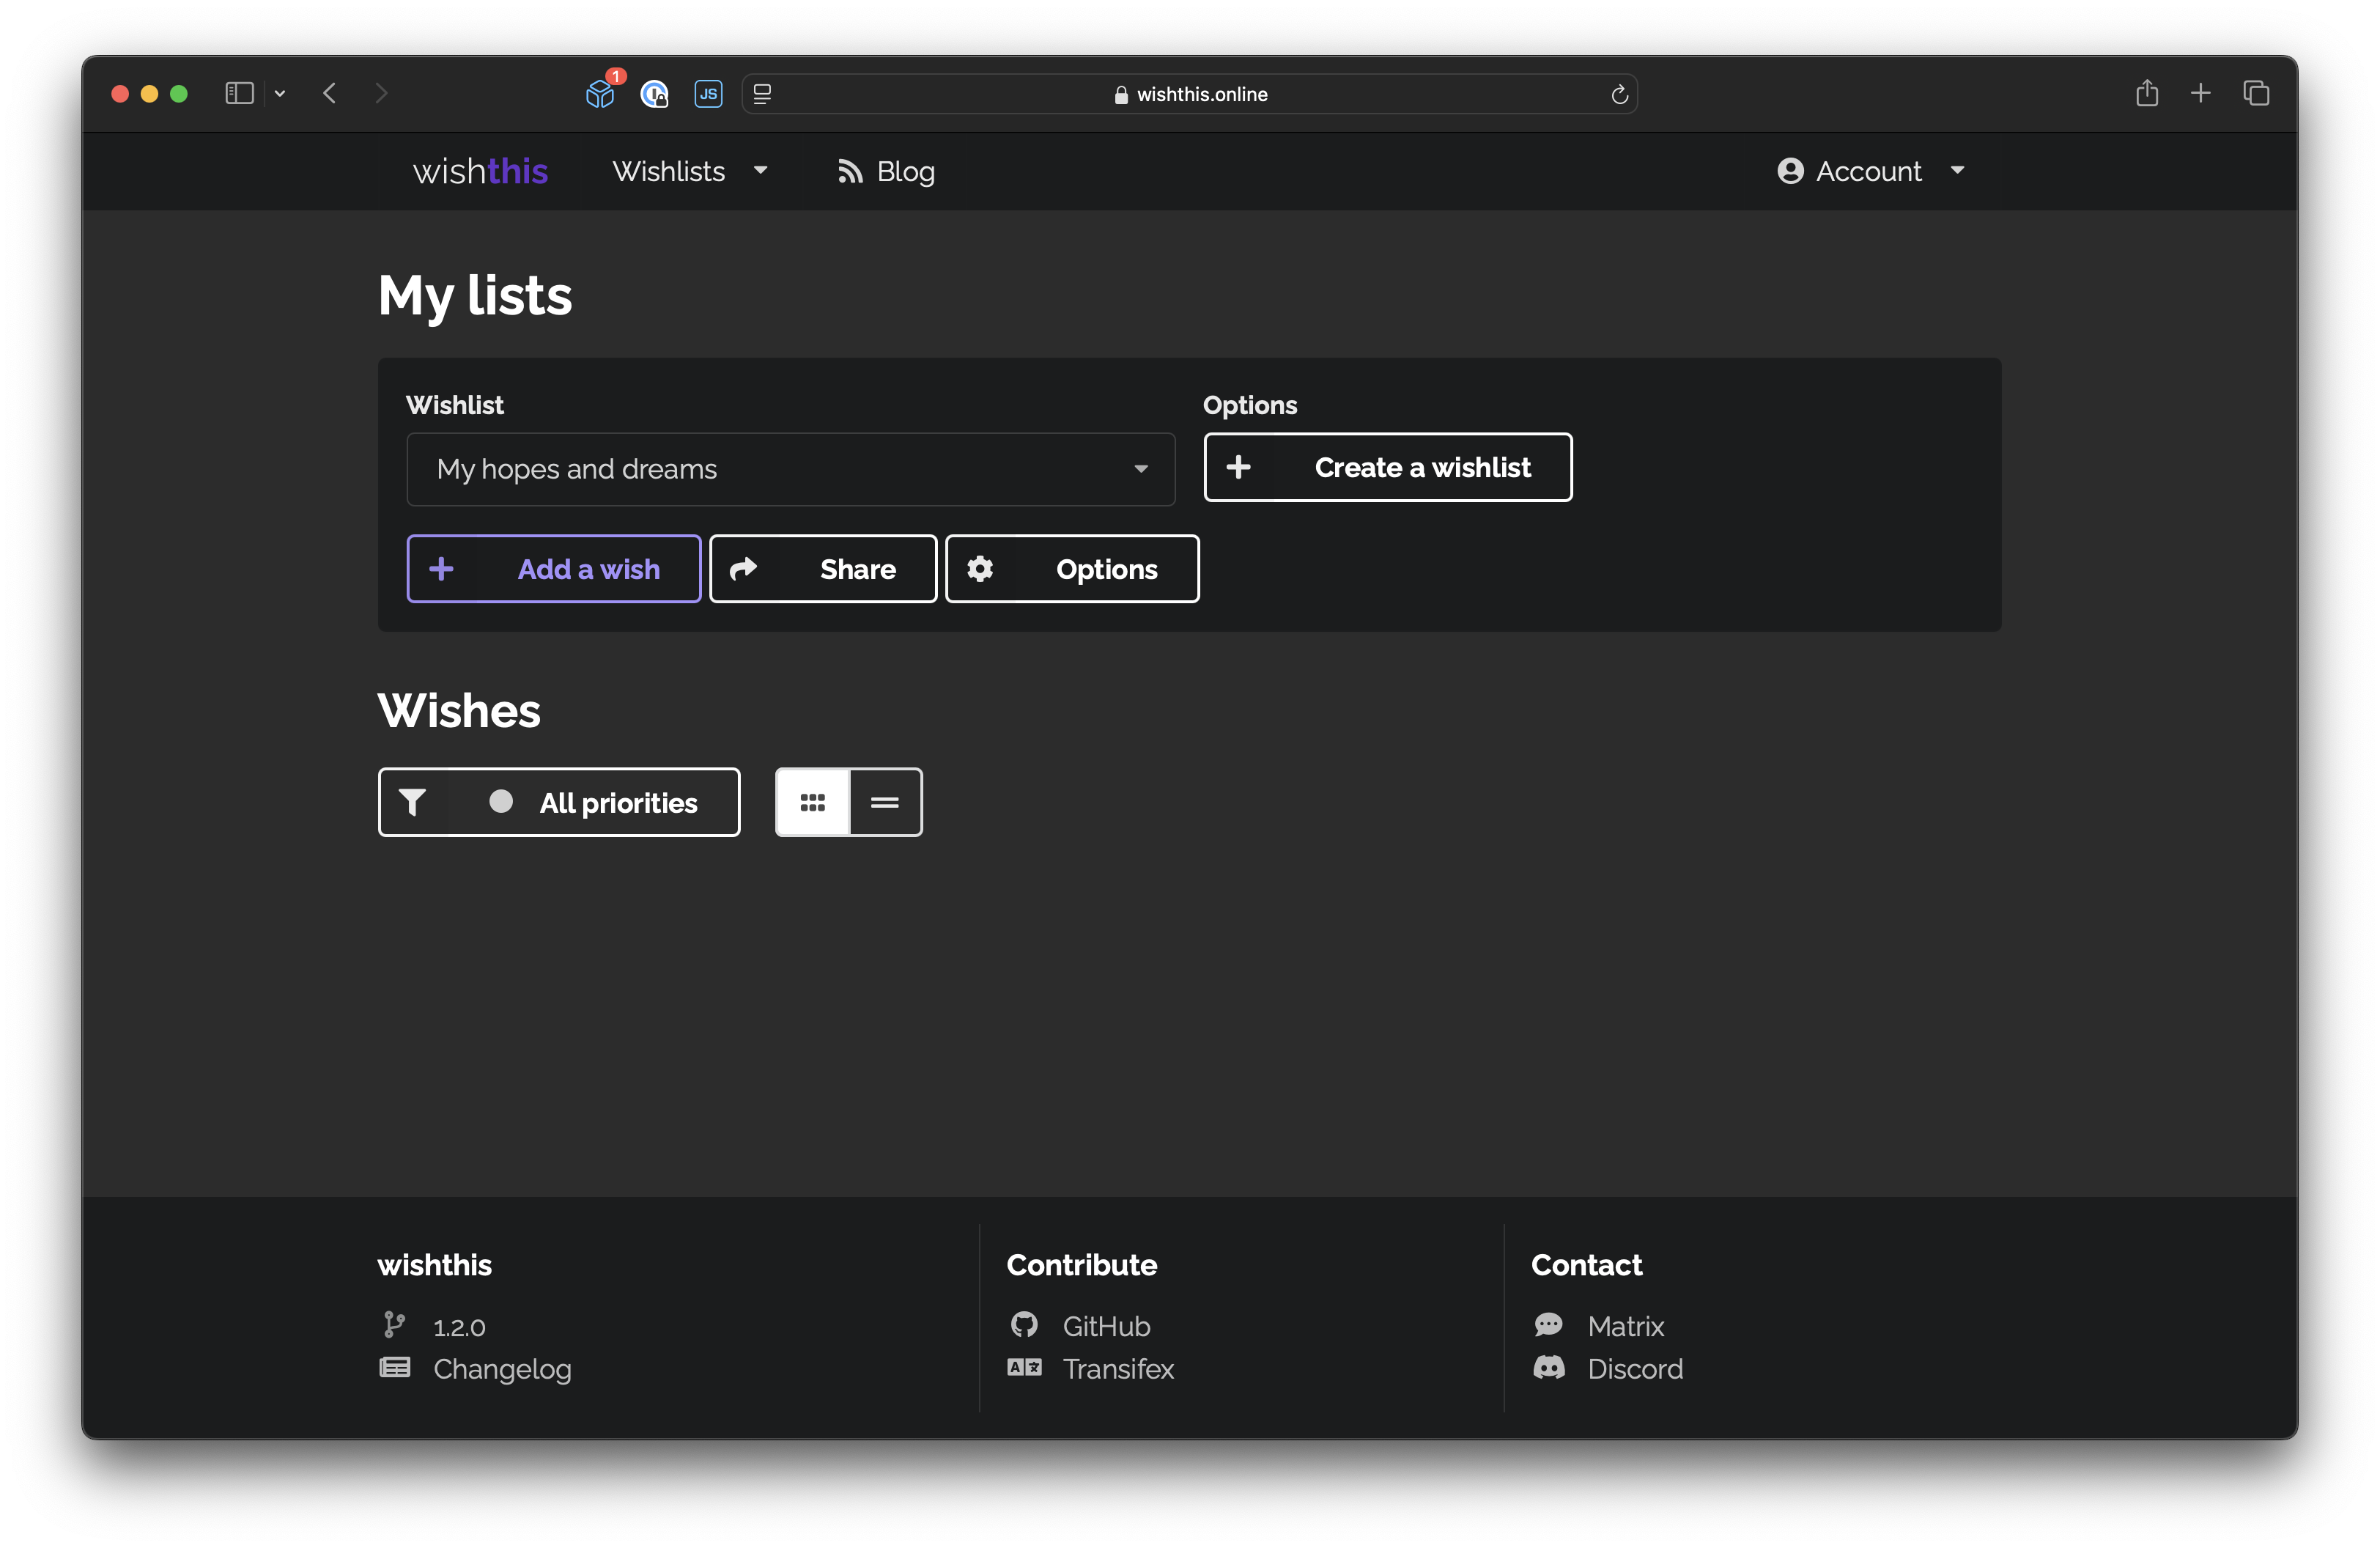 1
JS
wishthis.online
wishthis
Wishlists
Blog
Account
My lists
Wishlist
Options
My hopes and dreams
Create a wishlist
Add a wish
Share
Options
Wishes
All priorities
wishthis
1.2.0
Changelog
Contribute
GitHub
Transifex
Contact
Matrix
Discord